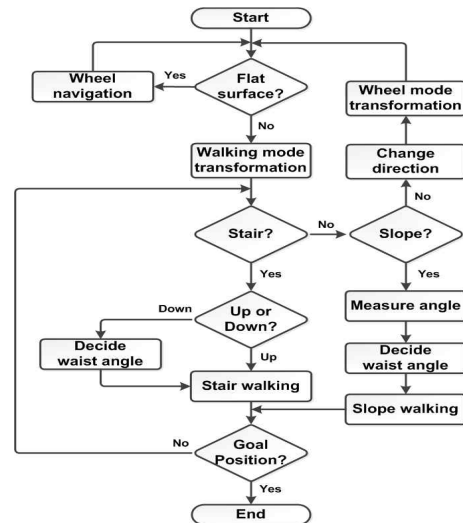 Start
Wheel
navigation
Yes
Flat
surface?
Wheel mode
transformation
No
Walking mode
transformation
Change
direction
No
Stair?
No
Slope?
Yes
Yes
Down
Up or
Down?
Measure angle
Decide
waist angle
Up
Decide
waist angle
Stair walking
Slope walking
No
Goal
Position?
Yes
End